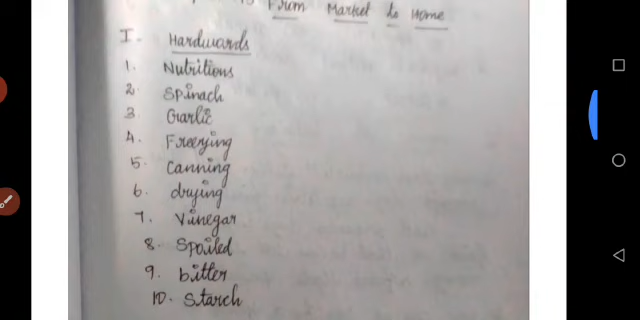 From Market to Home
I. Hardwards
1. Nutritions
2. Spinach
3. Garlic
4. Freezing
5. Canning
6. drying
7. Vinegar
8. Spoiled
9. bitter
10. Starch